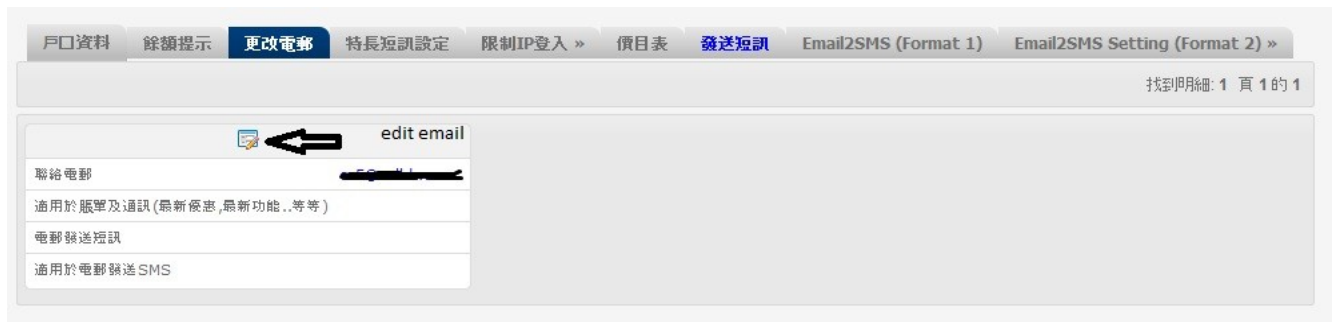 戶口資料 餘額提示 更改電郵 特長短訊設定 限制IP登入 » 價目表 發送短訊 Email2SMS (Format 1) Email2SMS Setting (Format 2) »
找到明細: 1 頁 1 的 1
edit email
聯絡電郵
適用於賬單及通訊(最新優惠,最新功能..等等)
電郵發送短訊
適用於電郵發送SMS